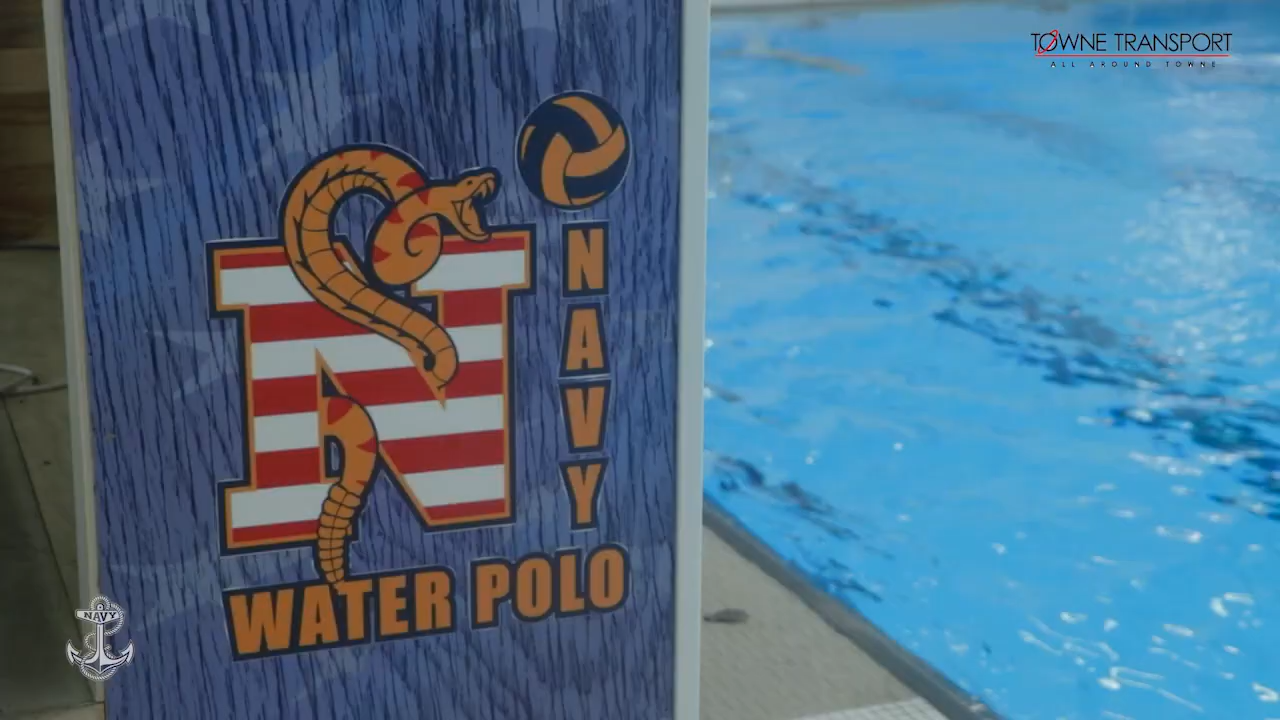 TOWNE TRANSPORT
ALL AROUND TOWNE
N
NAVY
WATER POLO
NAVY